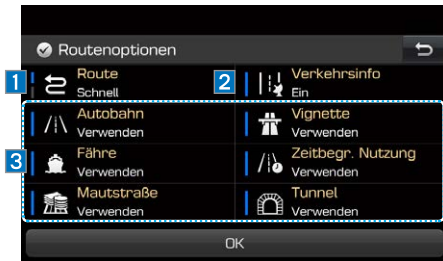 Routenoptionen
1 Route
Schnell
2 Verkehrsinfo
Ein
Autobahn
Verwenden
Vignette
Verwenden
3 Fähre
Verwenden
Zeitbegr. Nutzung
Verwenden
Mautstraße
Verwenden
Tunnel
Verwenden
OK